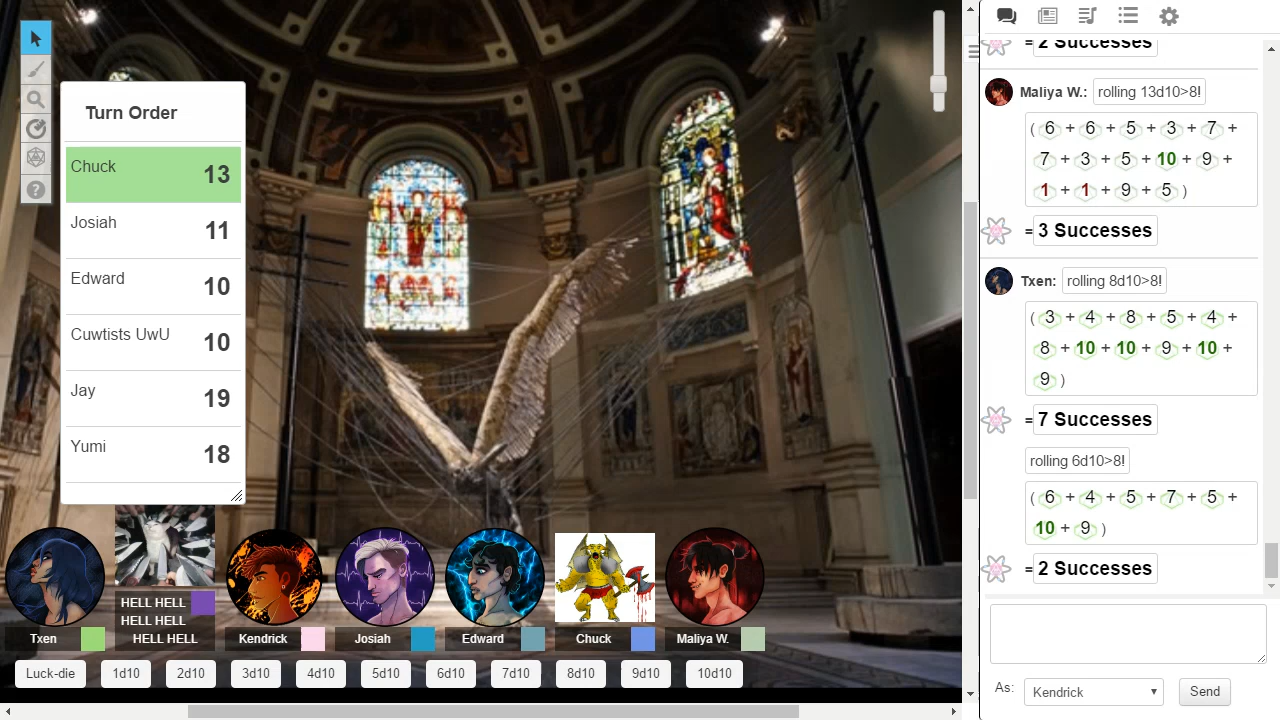 Turn Order
Chuck 13
Josiah 11
Edward 10
Cuwtists UwU 10
Jay 19
Yumi 18
HELL HELL
HELL HELL
HELL HELL
Txen
Kendrick
Josiah
Edward
Chuck
Maliya W.
Luck-die
1d10
2d10
3d10
4d10
5d10
6d10
7d10
8d10
9d10
10d10
= 2 Successes
Maliya W.: rolling 13d10>8!
( 6 + 6 + 5 + 3 + 7 +
7 + 3 + 5 + 10 + 9 +
1 + 1 + 9 + 5 )
= 3 Successes
Txen: rolling 8d10>8!
( 3 + 4 + 8 + 5 + 4 +
8 + 10 + 10 + 9 + 10 +
9 )
= 7 Successes
rolling 6d10>8!
( 6 + 4 + 5 + 7 + 5 +
10 + 9 )
= 2 Successes
As: Kendrick Send